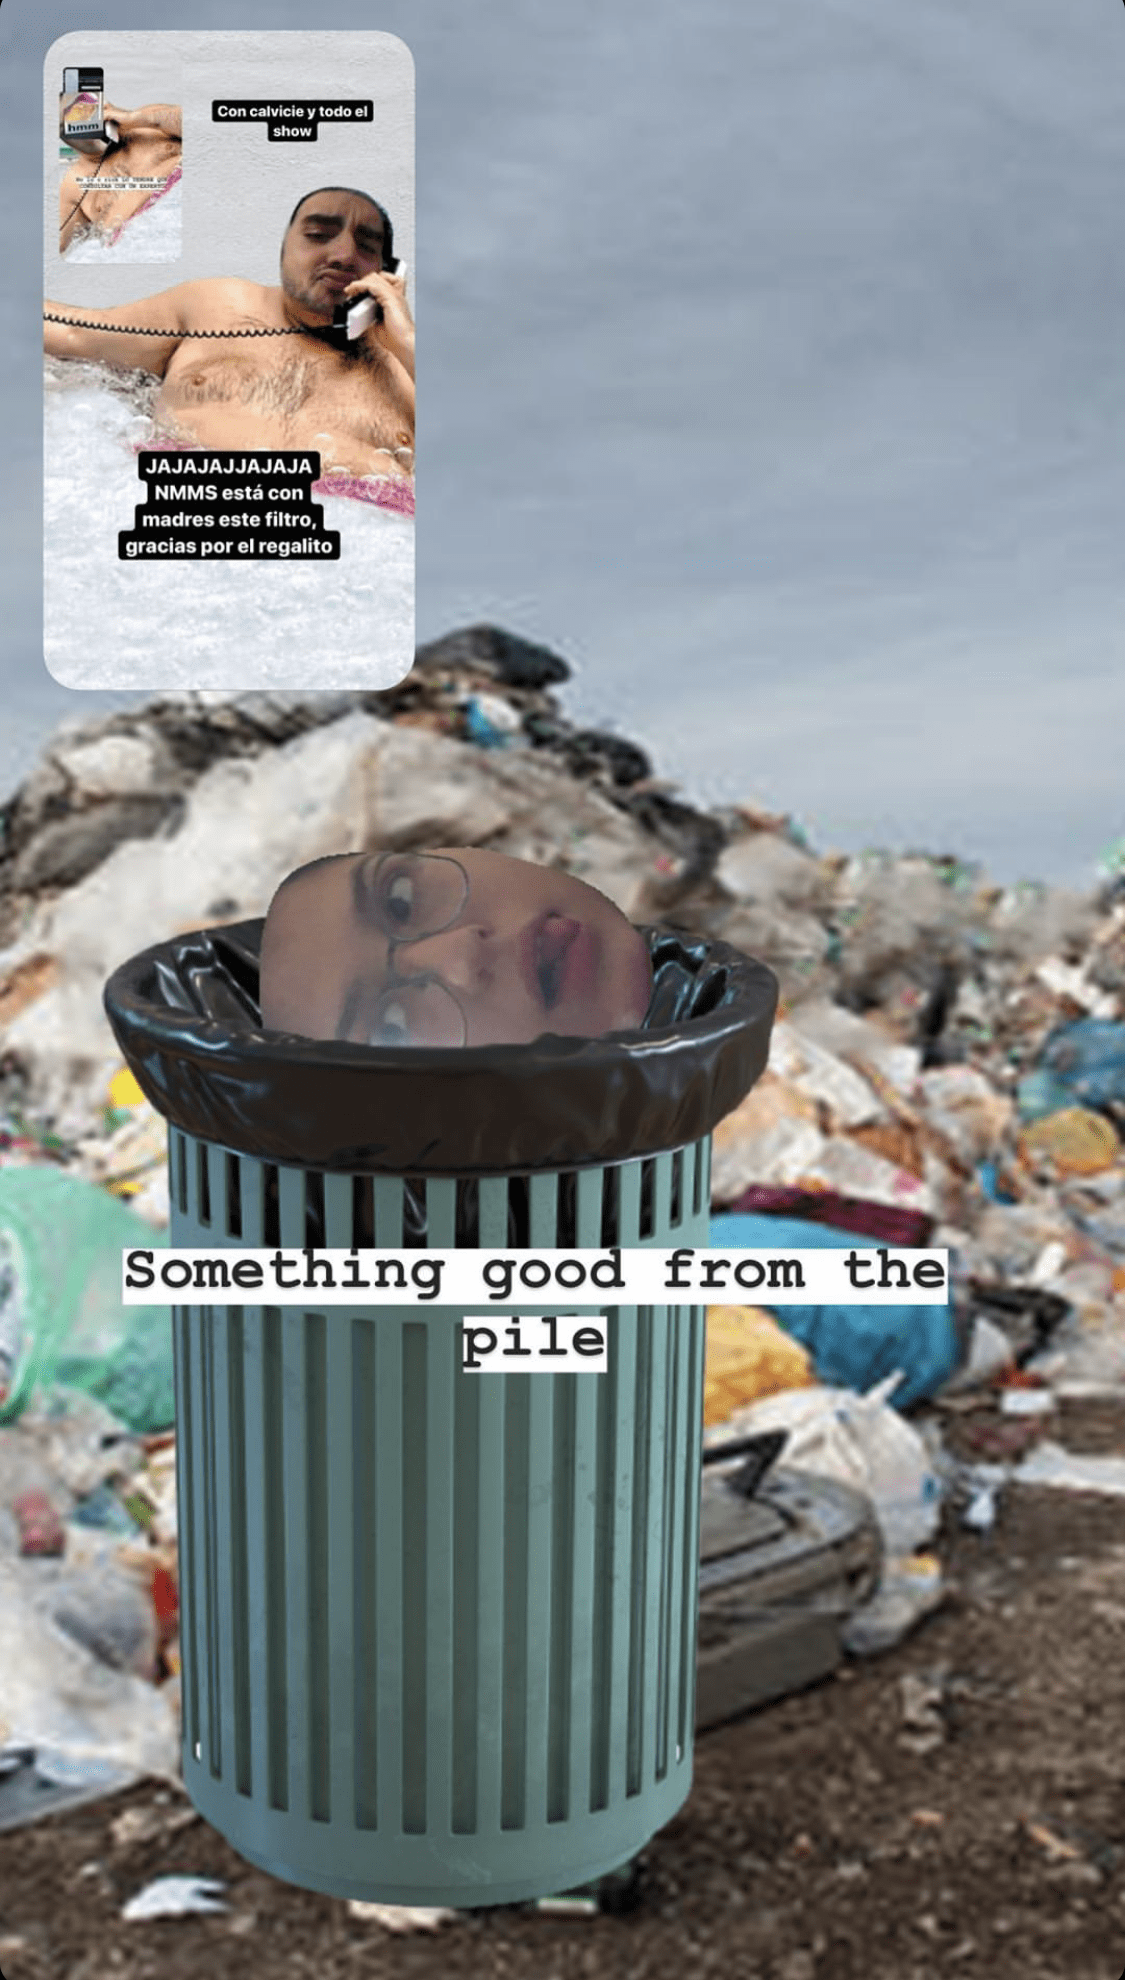 hmm
Con calvicie y todo el
show
JAJAJAJJAJAJA
NMMS está con
madres este filtro,
gracias por el regalito
Something good from the
pile